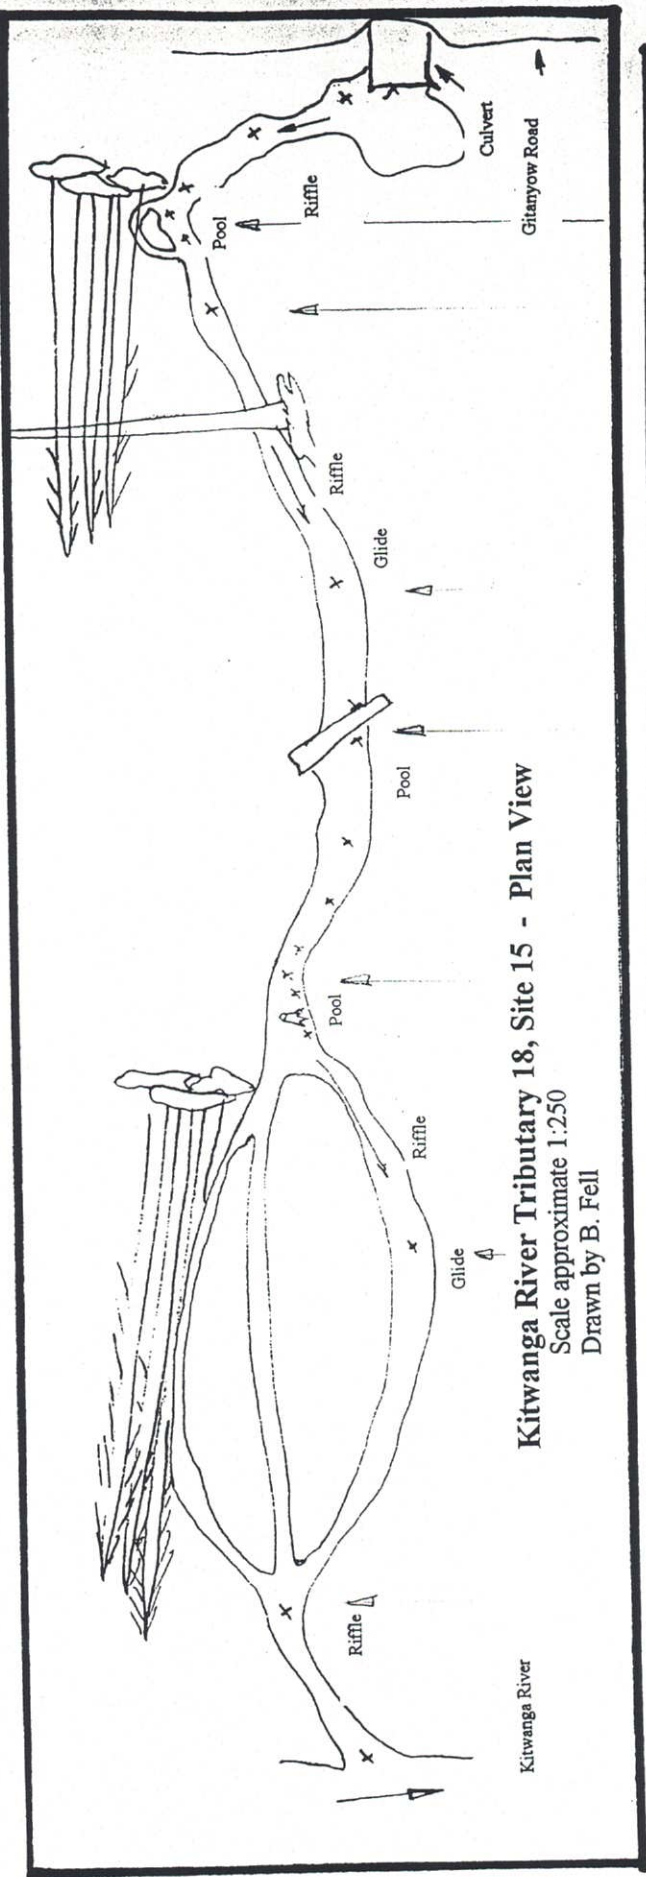 Kitwanga River
Riffle
Glide
Riffle
Pool
Pool
Glide
Riffle
Pool
Riffle
Culvert
Gitanyow Road
Kitwanga River Tributary 18, Site 15 - Plan View
Scale approximate 1:250
Drawn by B. Fell